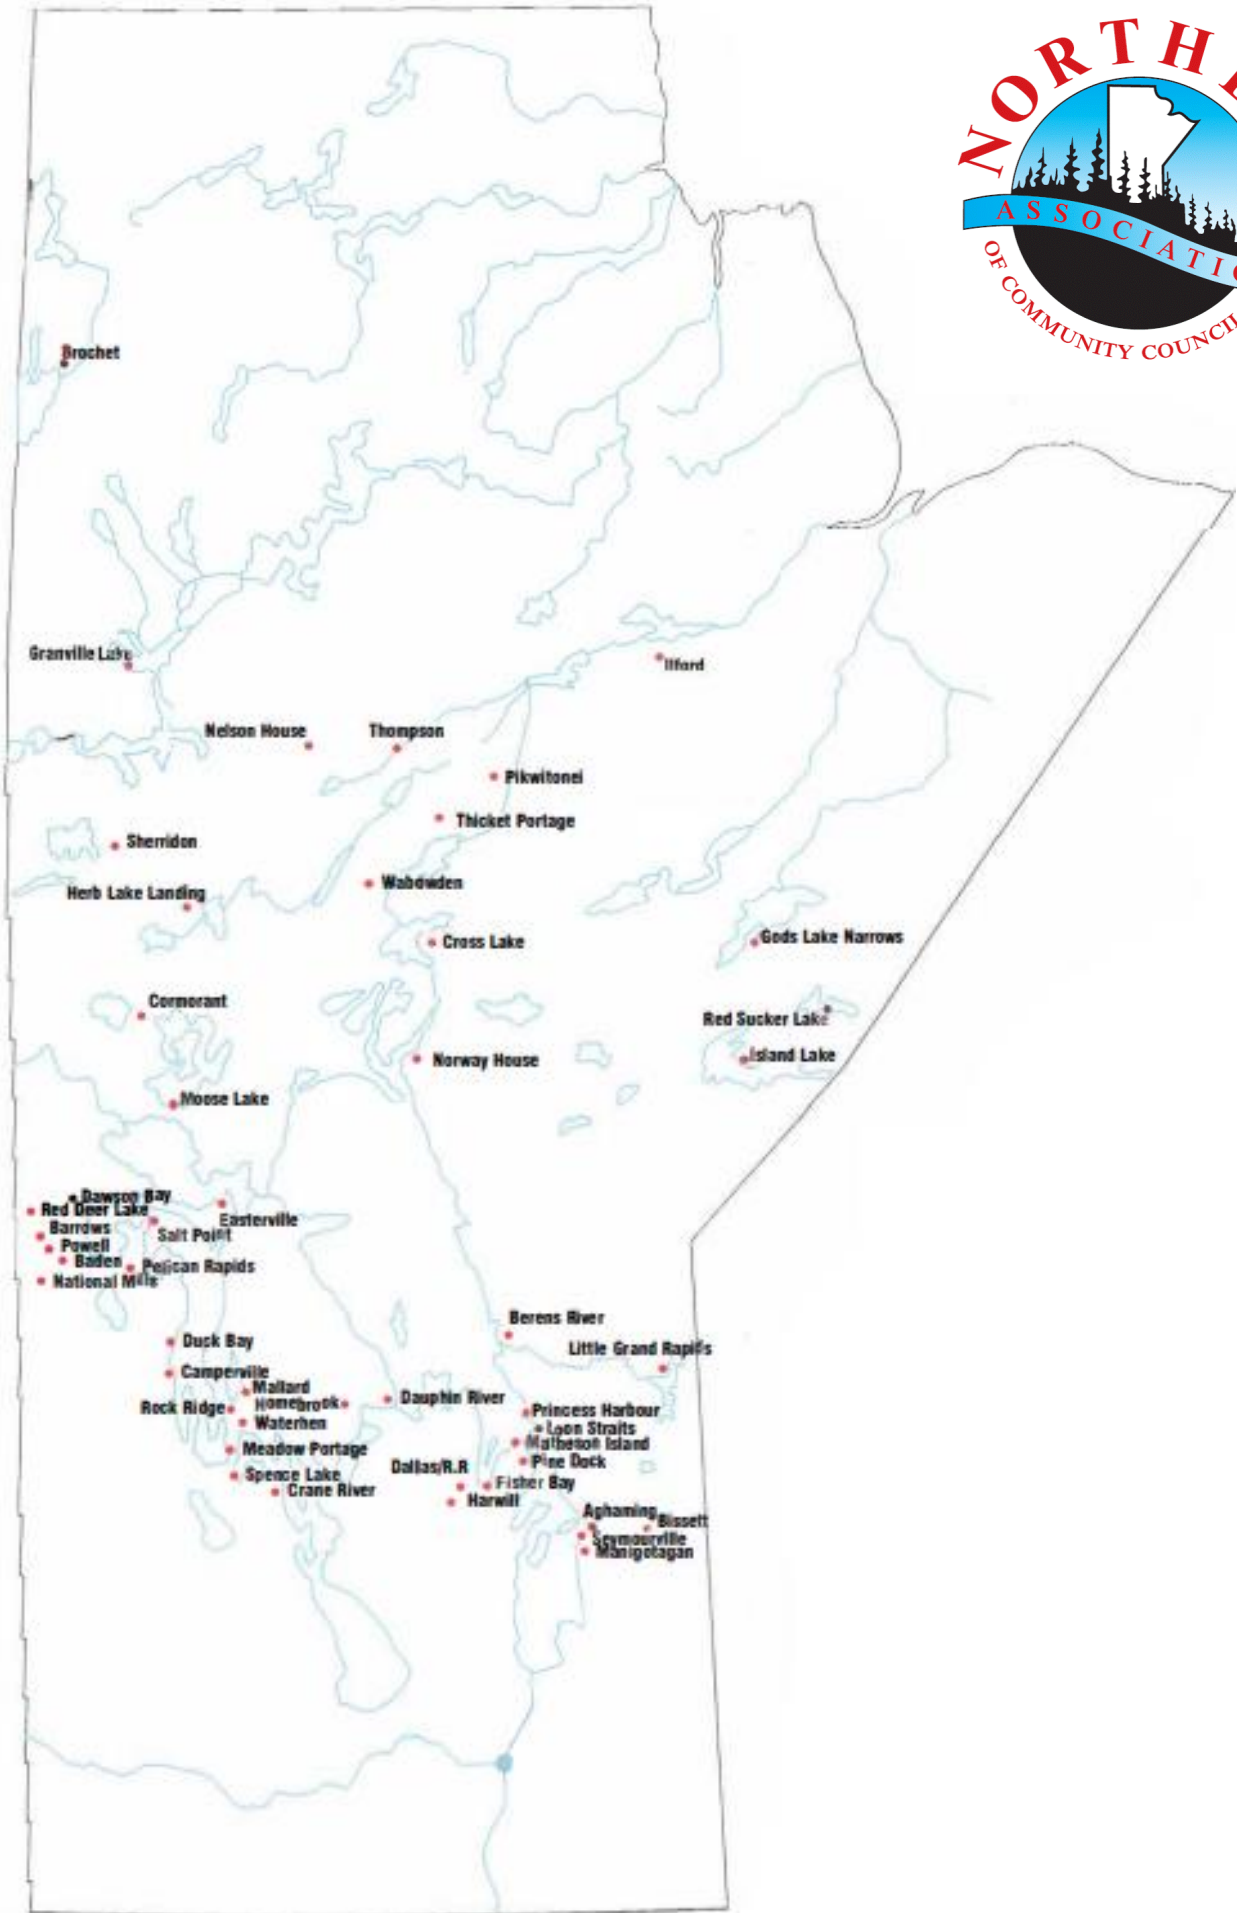 NORTHE
ASSOCIATIO
OF COMMUNITY COUNCIL
Brochet
Granville Lake
Ilford
Nelson House
Thompson
Pikwitonei
Thicket Portage
Sherridon
Wabowden
Herb Lake Landing
Cross Lake
Gods Lake Narrows
Cormorant
Red Sucker Lake
Island Lake
Norway House
Moose Lake
Dawson Bay
Red Deer Lake
Easterville
Barrows
Salt Point
Powell
Baden
Pelican Rapids
National Mills
Berens River
Duck Bay
Little Grand Rapids
Camperville
Mallard
Homebrook
Dauphin River
Rock Ridge
Princess Harbour
Waterhen
Loon Straits
Matheson Island
Meadow Portage
Pine Dock
Dallas/R.R
Spence Lake
Fisher Bay
Crane River
Harwill
Aghaming
Bissett
Seymourville
Manigotagan